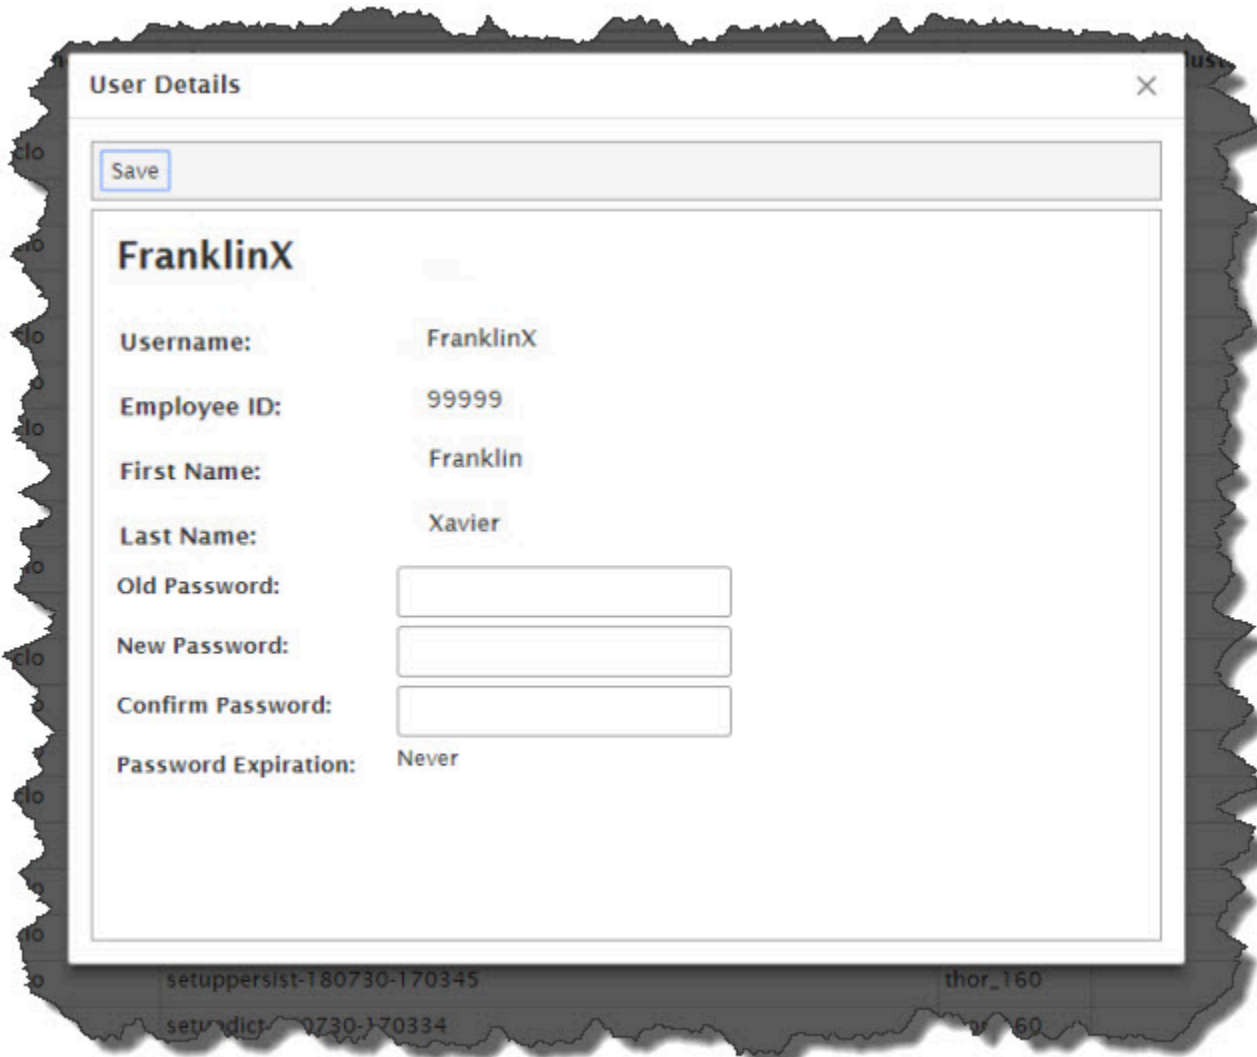 User Details
Save
FranklinX
Username: FranklinX
Employee ID: 99999
First Name: Franklin
Last Name: Xavier
Old Password:
New Password:
Confirm Password:
Password Expiration: Never
setuppersist-180730-170345 thor_160